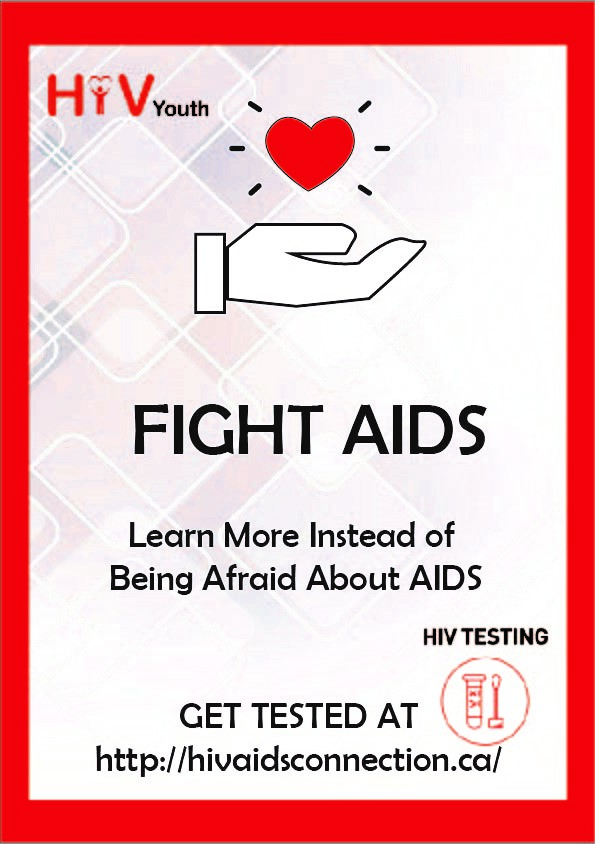 HiV Youth
FIGHT AIDS
Learn More Instead of
Being Afraid About AIDS
HIV TESTING
GET TESTED AT
http://hivaidsconnection.ca/